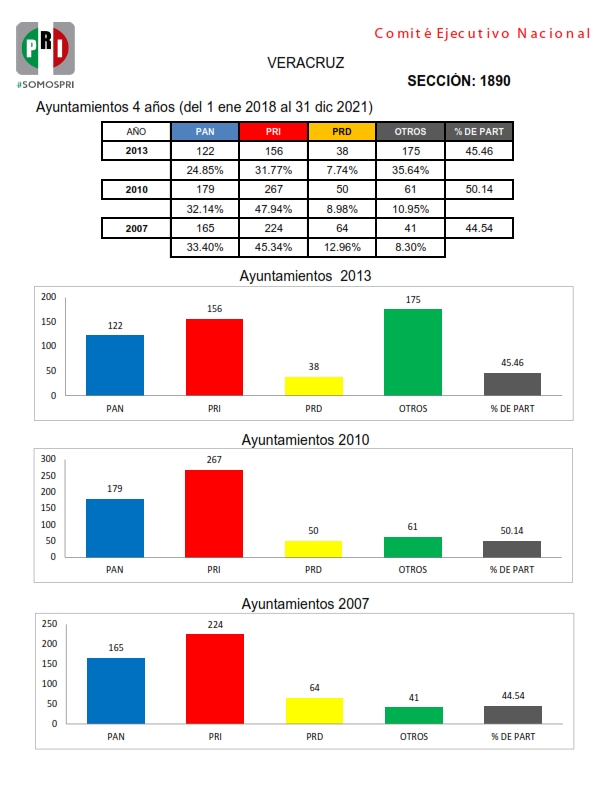 Comité Ejecutivo Nacional
PRI
#SOMOSPRI
VERACRUZ
SECCIÓN: 1890
Ayuntamientos 4 años (del 1 ene 2018 al 31 dic 2021)
AÑO PAN PRI PRD OTROS % DE PART
2013 122 156 38 175 45.46
24.85% 31.77% 7.74% 35.64%
2010 179 267 50 61 50.14
32.14% 47.94% 8.98% 10.95%
2007 165 224 64 41 44.54
33.40% 45.34% 12.96% 8.30%
Ayuntamientos 2013
200
150
100
50
0
122 156 38 175 45.46
PAN PRI PRD OTROS % DE PART
Ayuntamientos 2010
300
250
200
150
100
50
0
179 267 50 61 50.14
PAN PRI PRD OTROS % DE PART
Ayuntamientos 2007
250
200
150
100
50
0
165 224 64 41 44.54
PAN PRI PRD OTROS % DE PART